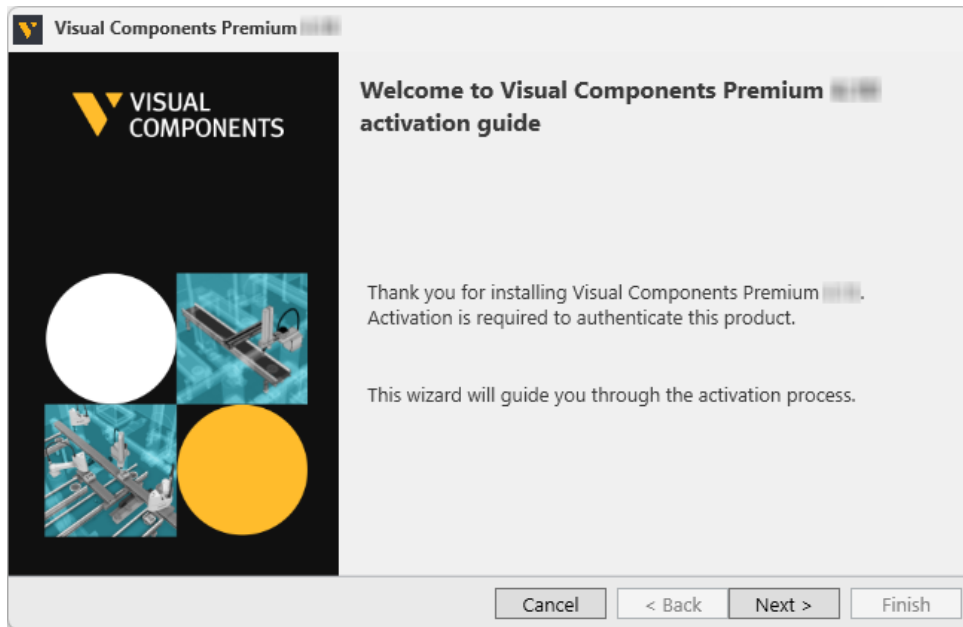 Visual Components Premium
VISUAL
COMPONENTS
Welcome to Visual Components Premium
activation guide
Thank you for installing Visual Components Premium .
Activation is required to authenticate this product.
This wizard will guide you through the activation process.
Cancel
< Back
Next >
Finish